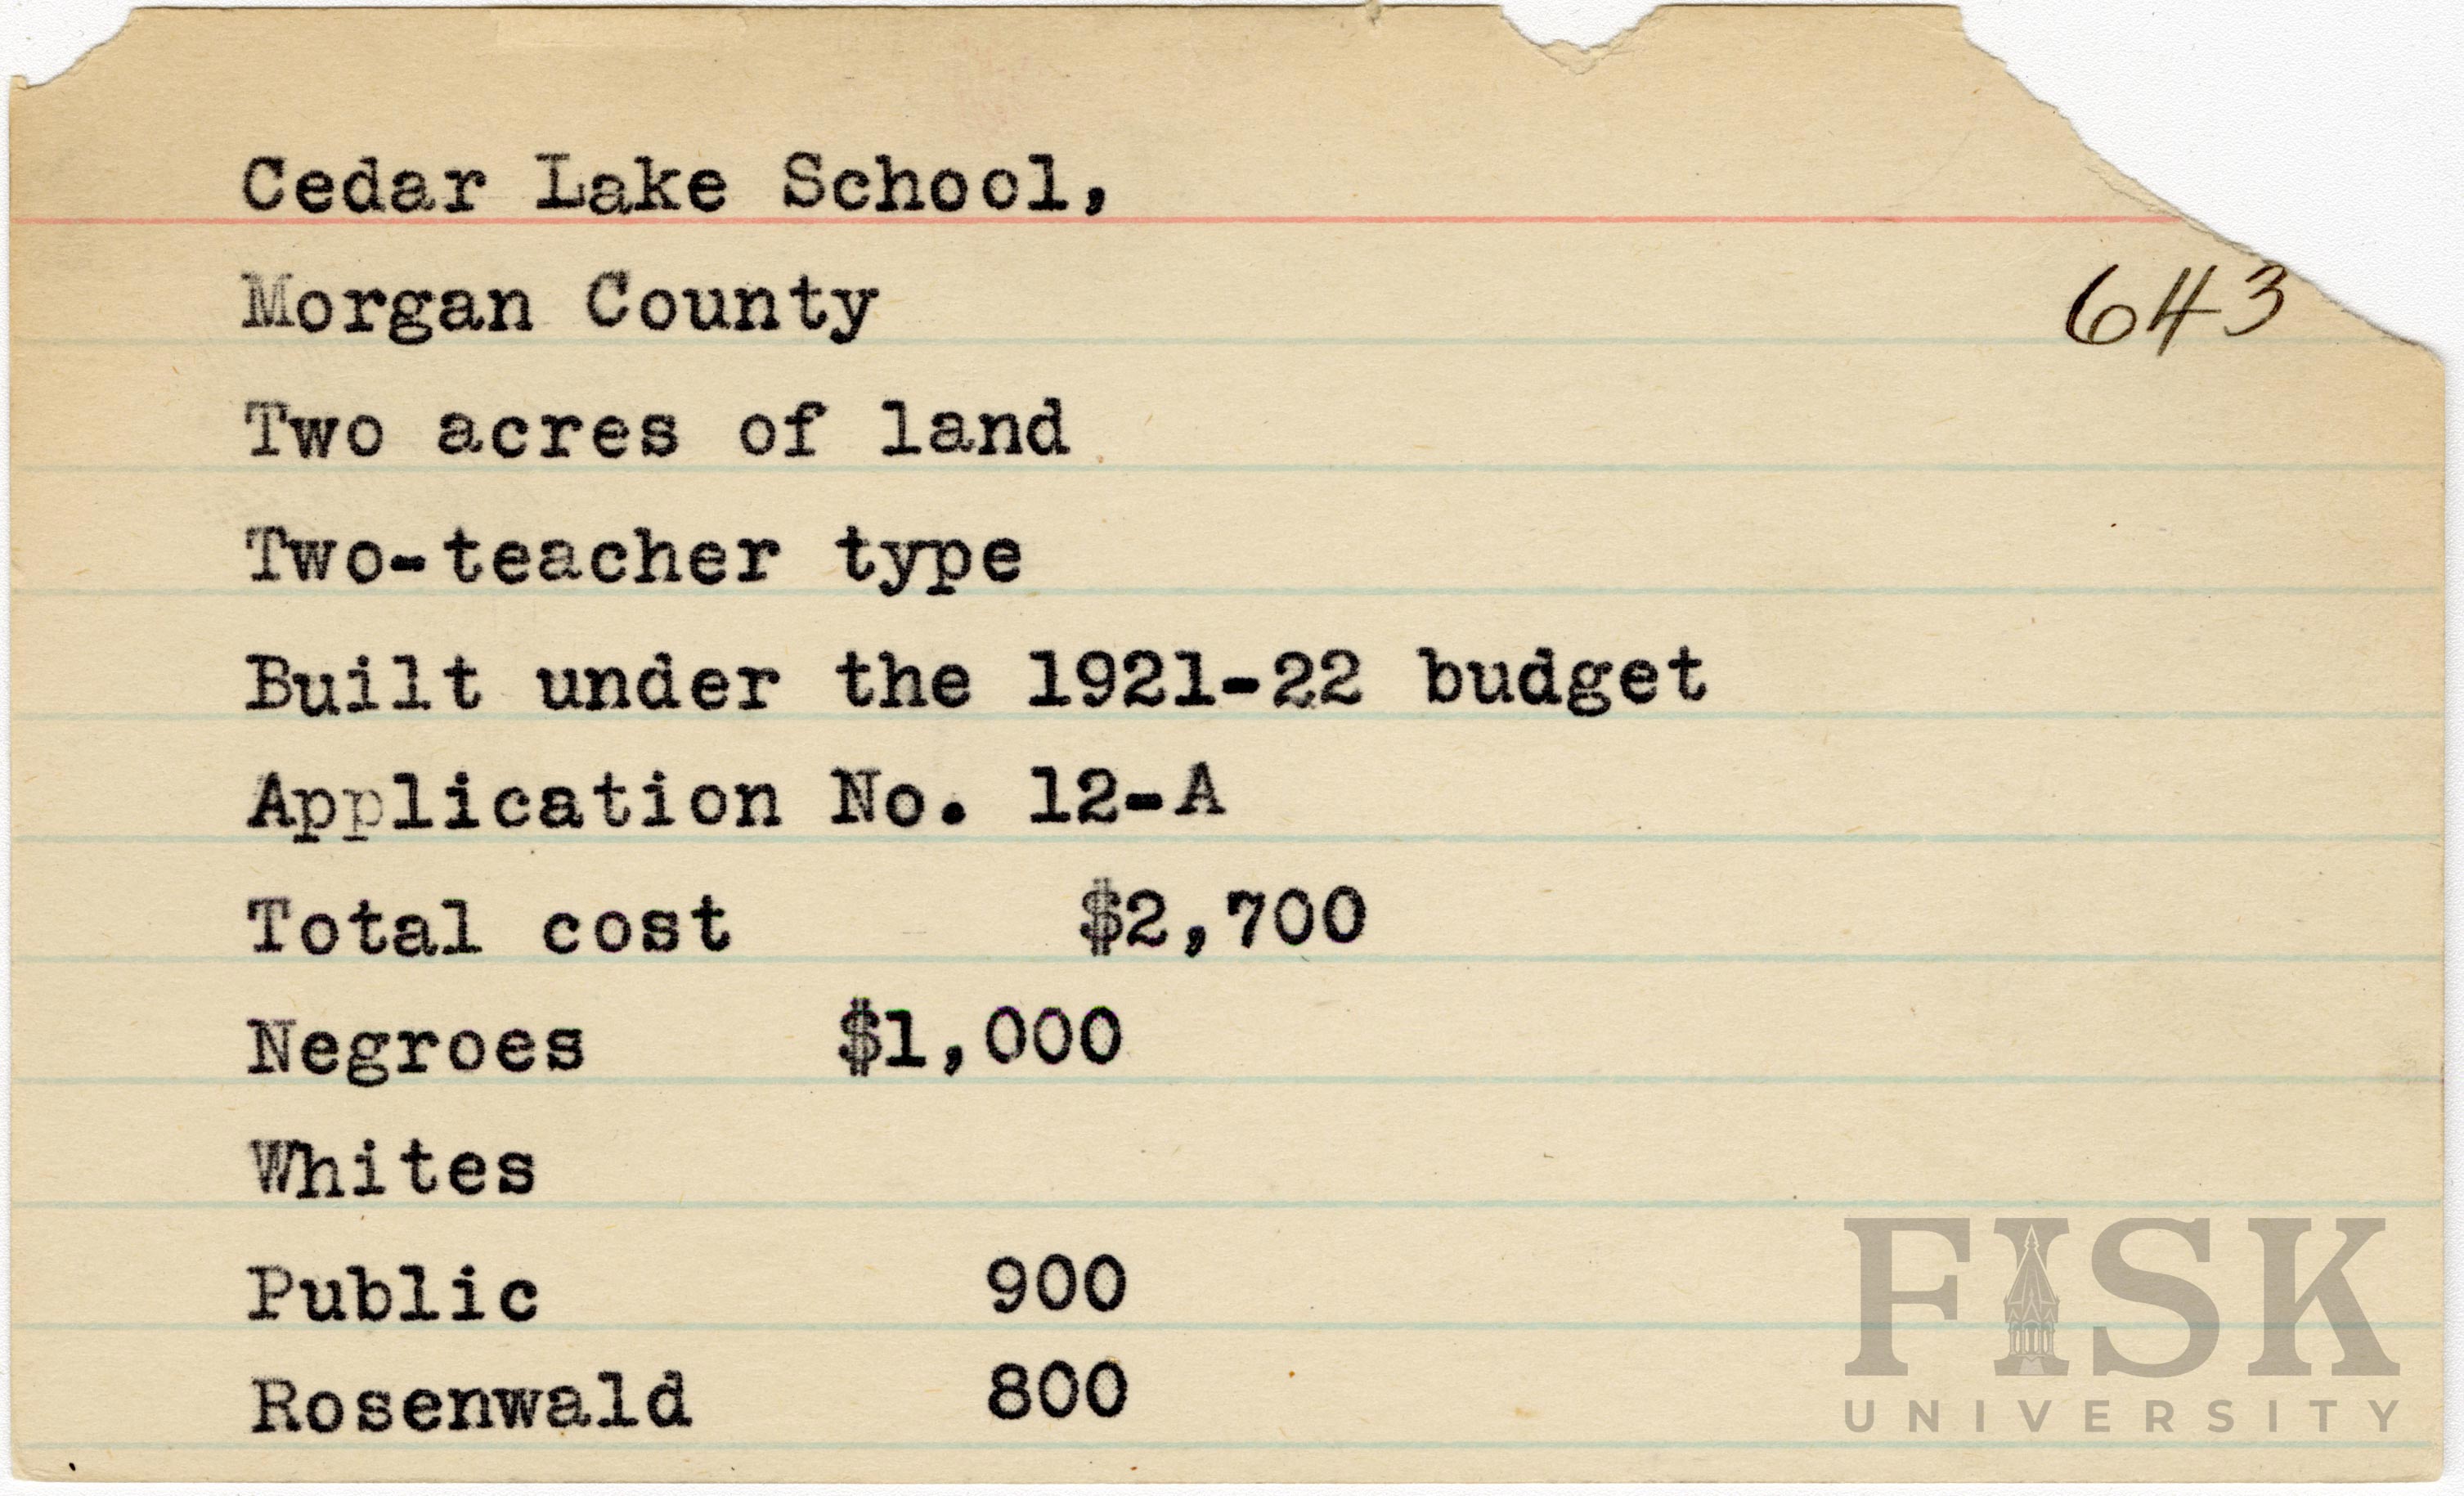 Cedar Lake School,
Morgan County
643
Two acres of land
Two-teacher type
Built under the 1921-22 budget
Application No. 12-A
Total cost $2,700
Negroes $1,000
Whites
Public 900
Rosenwald 800
FISK
UNIVERSITY